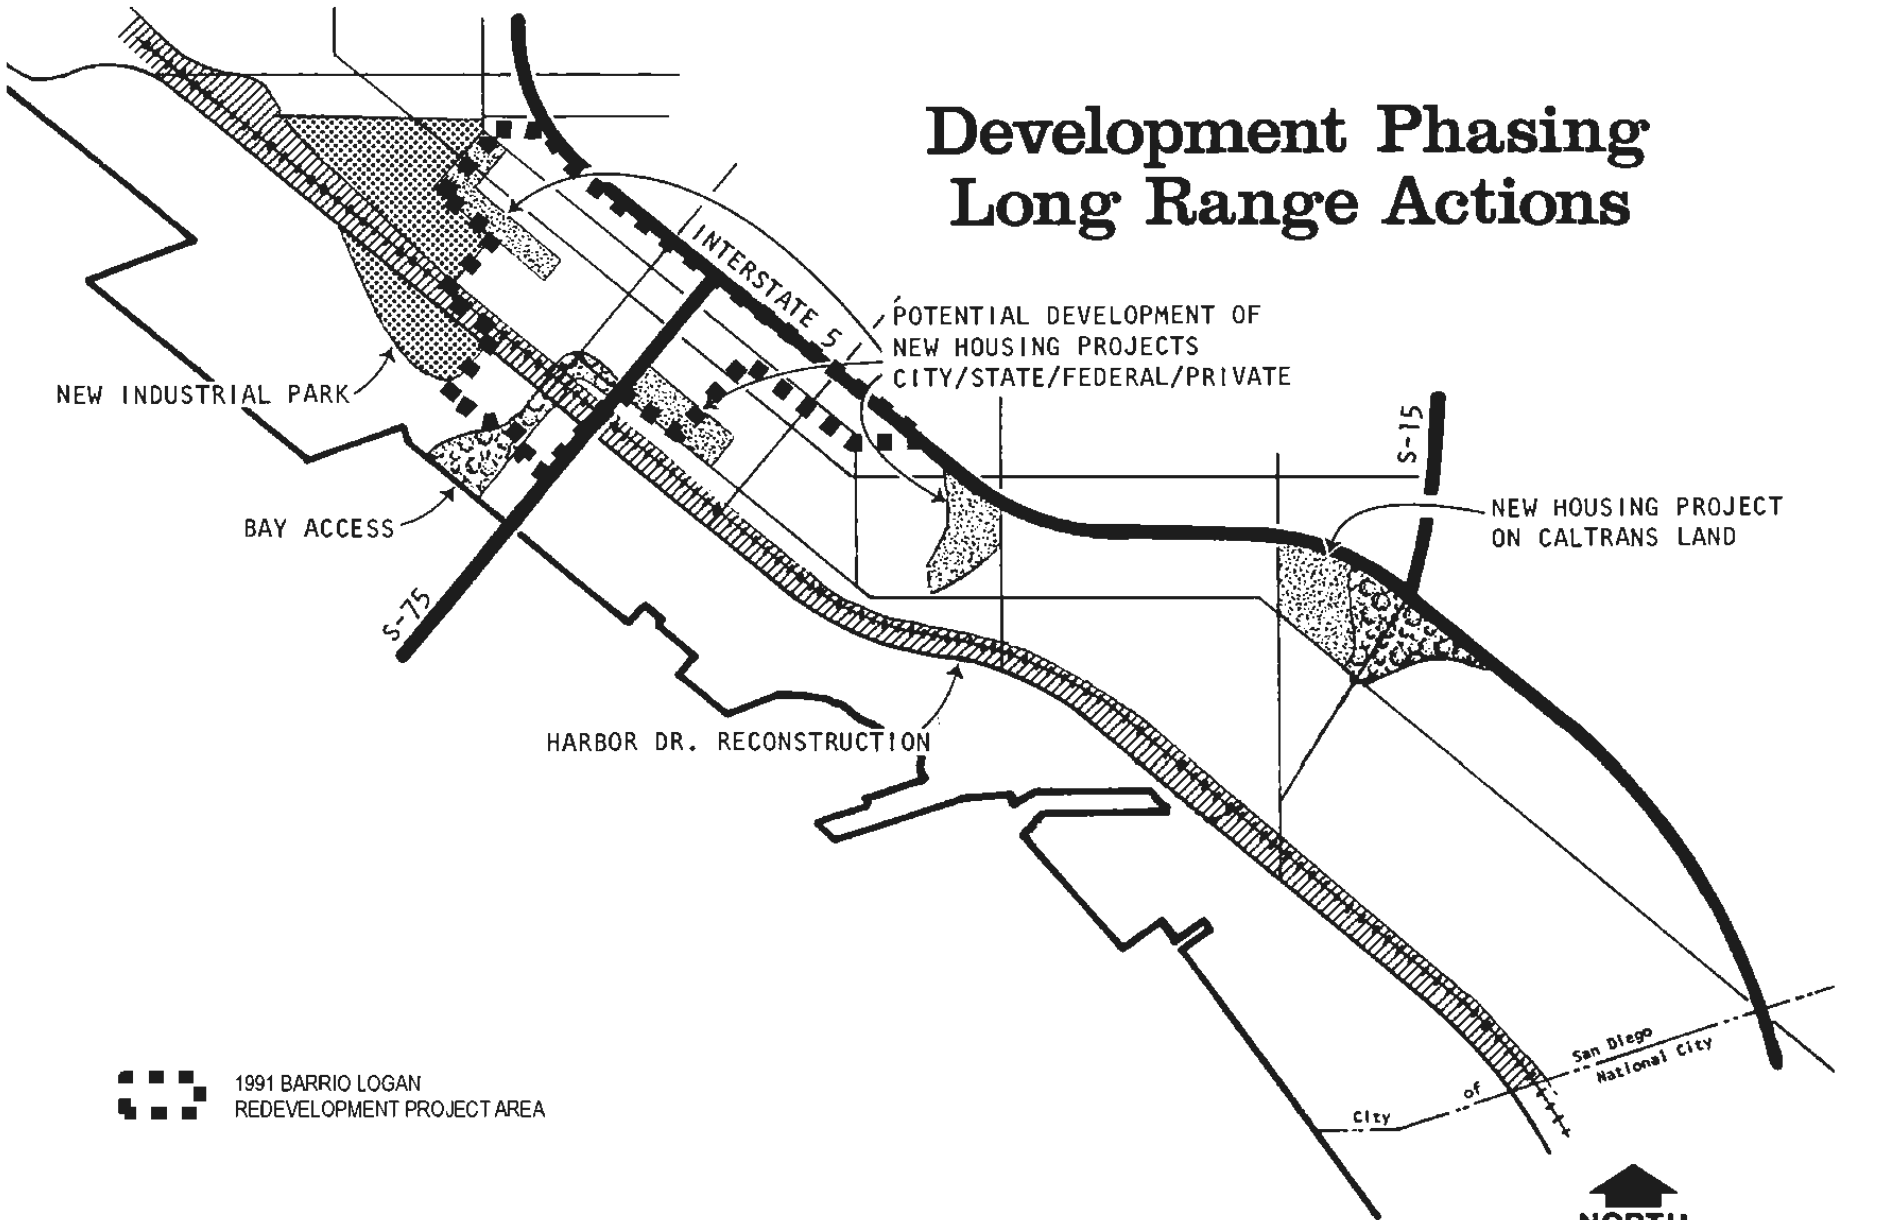 Development Phasing
Long Range Actions
INTERSTATE 5
POTENTIAL DEVELOPMENT OF
NEW HOUSING PROJECTS
CITY/STATE/FEDERAL/PRIVATE
NEW INDUSTRIAL PARK
S-15
NEW HOUSING PROJECT
ON CALTRANS LAND
BAY ACCESS
S-75
HARBOR DR. RECONSTRUCTION
San Diego
National City
City of
1991 BARRIO LOGAN
REDEVELOPMENT PROJECT AREA
NORTH